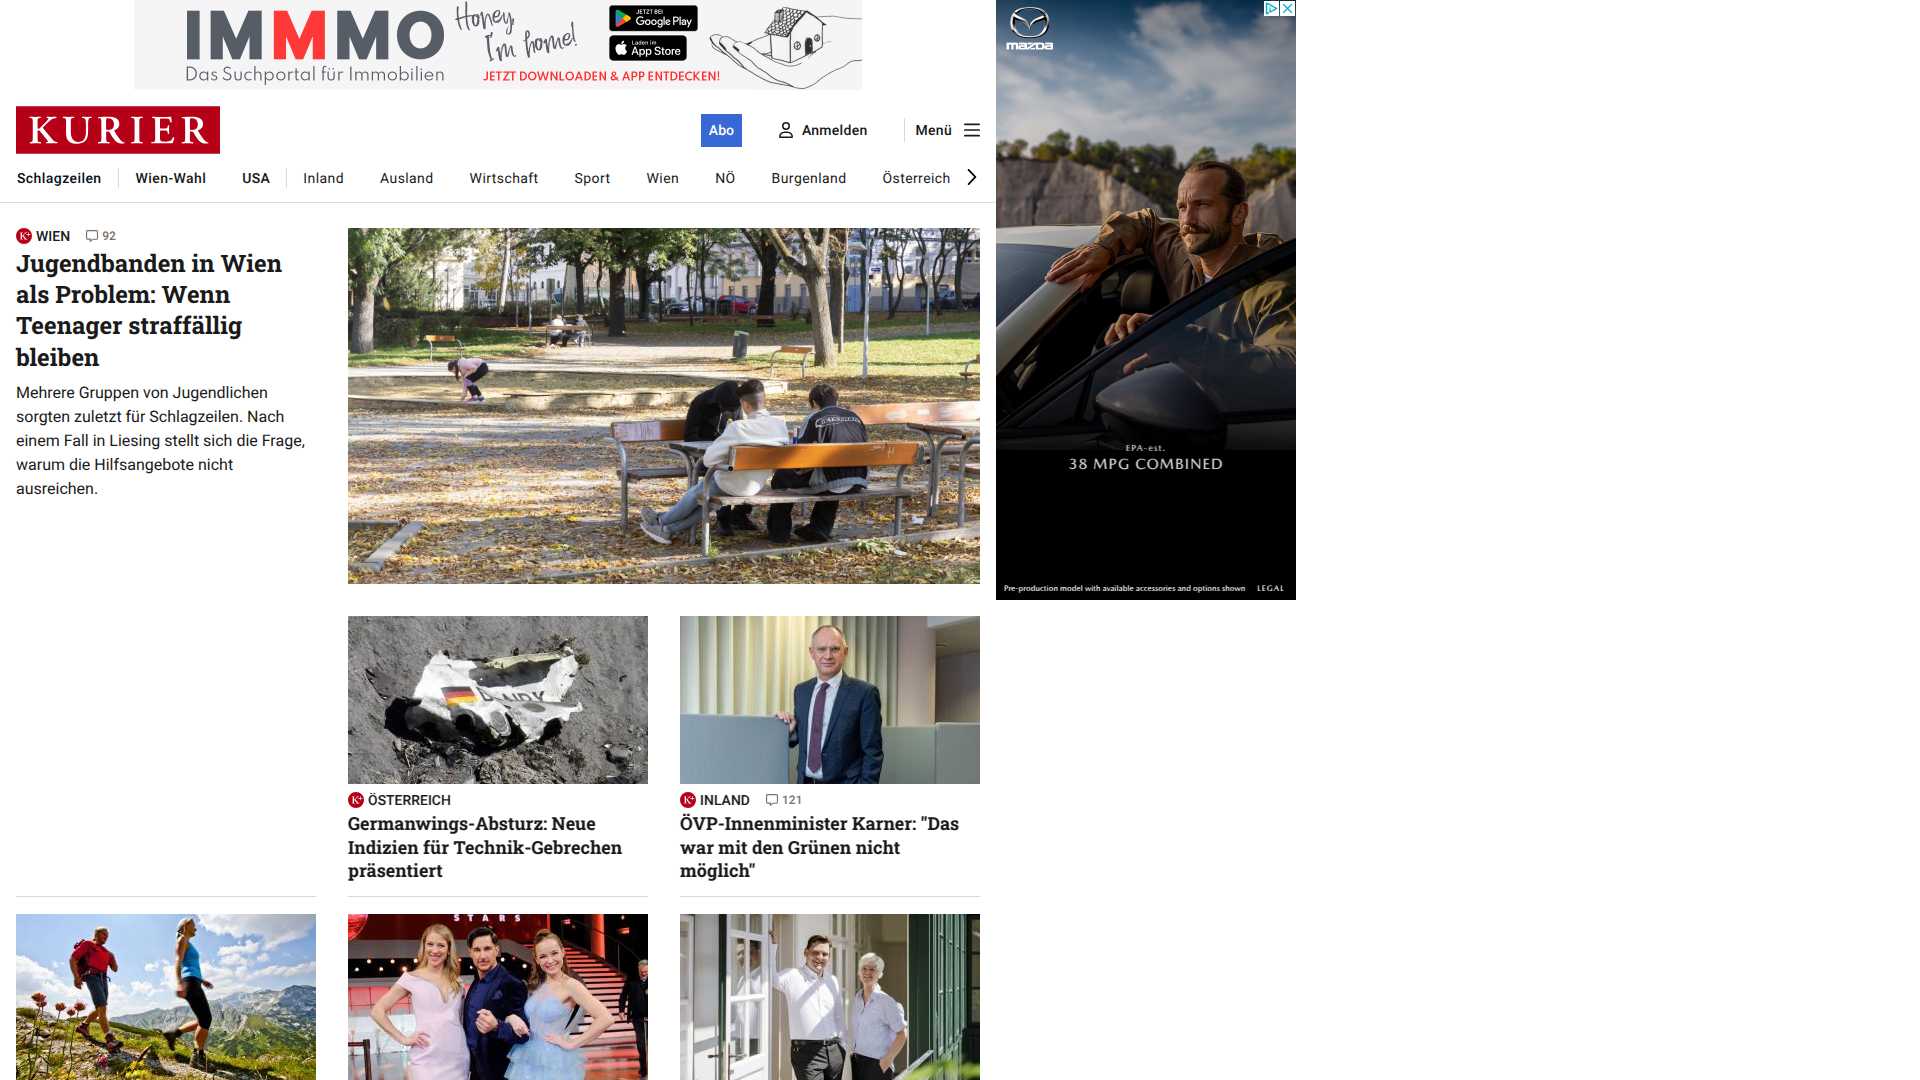 IMMMO
Das Suchportal für Immobilien
Honey,
I'm home!
JETZT BEI
Google Play
Laden im
App Store
JETZT DOWNLOADEN & APP ENTDECKEN!
mazda
KURIER
Abo
Anmelden
Menü
Schlagzeilen
Wien-Wahl
USA
Inland
Ausland
Wirtschaft
Sport
Wien
NÖ
Burgenland
Österreich
K+ WIEN 92
Jugendbanden in Wien
als Problem: Wenn
Teenager straffällig
bleiben
Mehrere Gruppen von Jugendlichen
sorgten zuletzt für Schlagzeilen. Nach
einem Fall in Liesing stellt sich die Frage,
warum die Hilfsangebote nicht
ausreichen.
EPA-est.
38 MPG COMBINED
Pre-production model with available accessories and options shown LEGAL
K+ ÖSTERREICH
Germanwings-Absturz: Neue
Indizien für Technik-Gebrechen
präsentiert
K+ INLAND 121
ÖVP-Innenminister Karner: "Das
war mit den Grünen nicht
möglich"
STARS